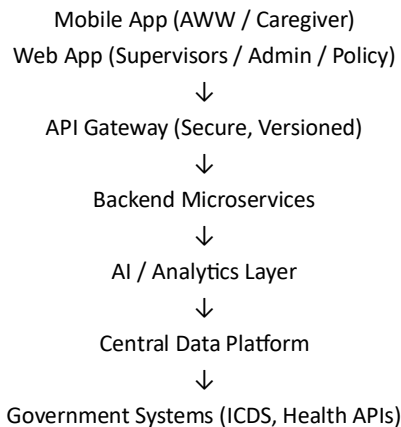 Mobile App (AWW / Caregiver)
Web App (Supervisors / Admin / Policy)
↓
API Gateway (Secure, Versioned)
↓
Backend Microservices
↓
AI / Analytics Layer
↓
Central Data Platform
↓
Government Systems (ICDS, Health APIs)